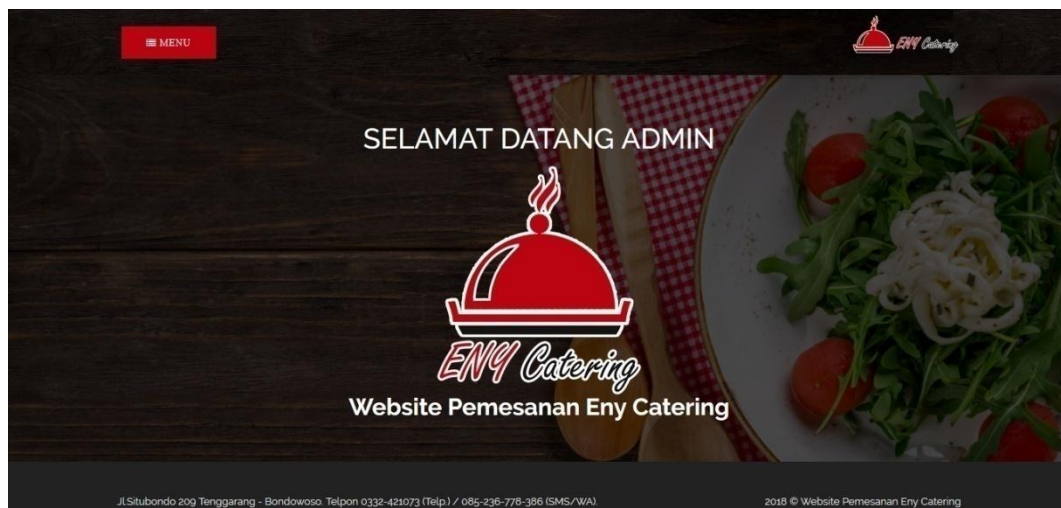 MENU
ENY Catering
SELAMAT DATANG ADMIN
ENY Catering
Website Pemesanan Eny Catering
Jl.Situbondo 209 Tenggarang - Bondowoso. Telpon 0332-421073 (Telp.) / 085-236-778-386 (SMS/WA).
2018 © Website Pemesanan Eny Catering